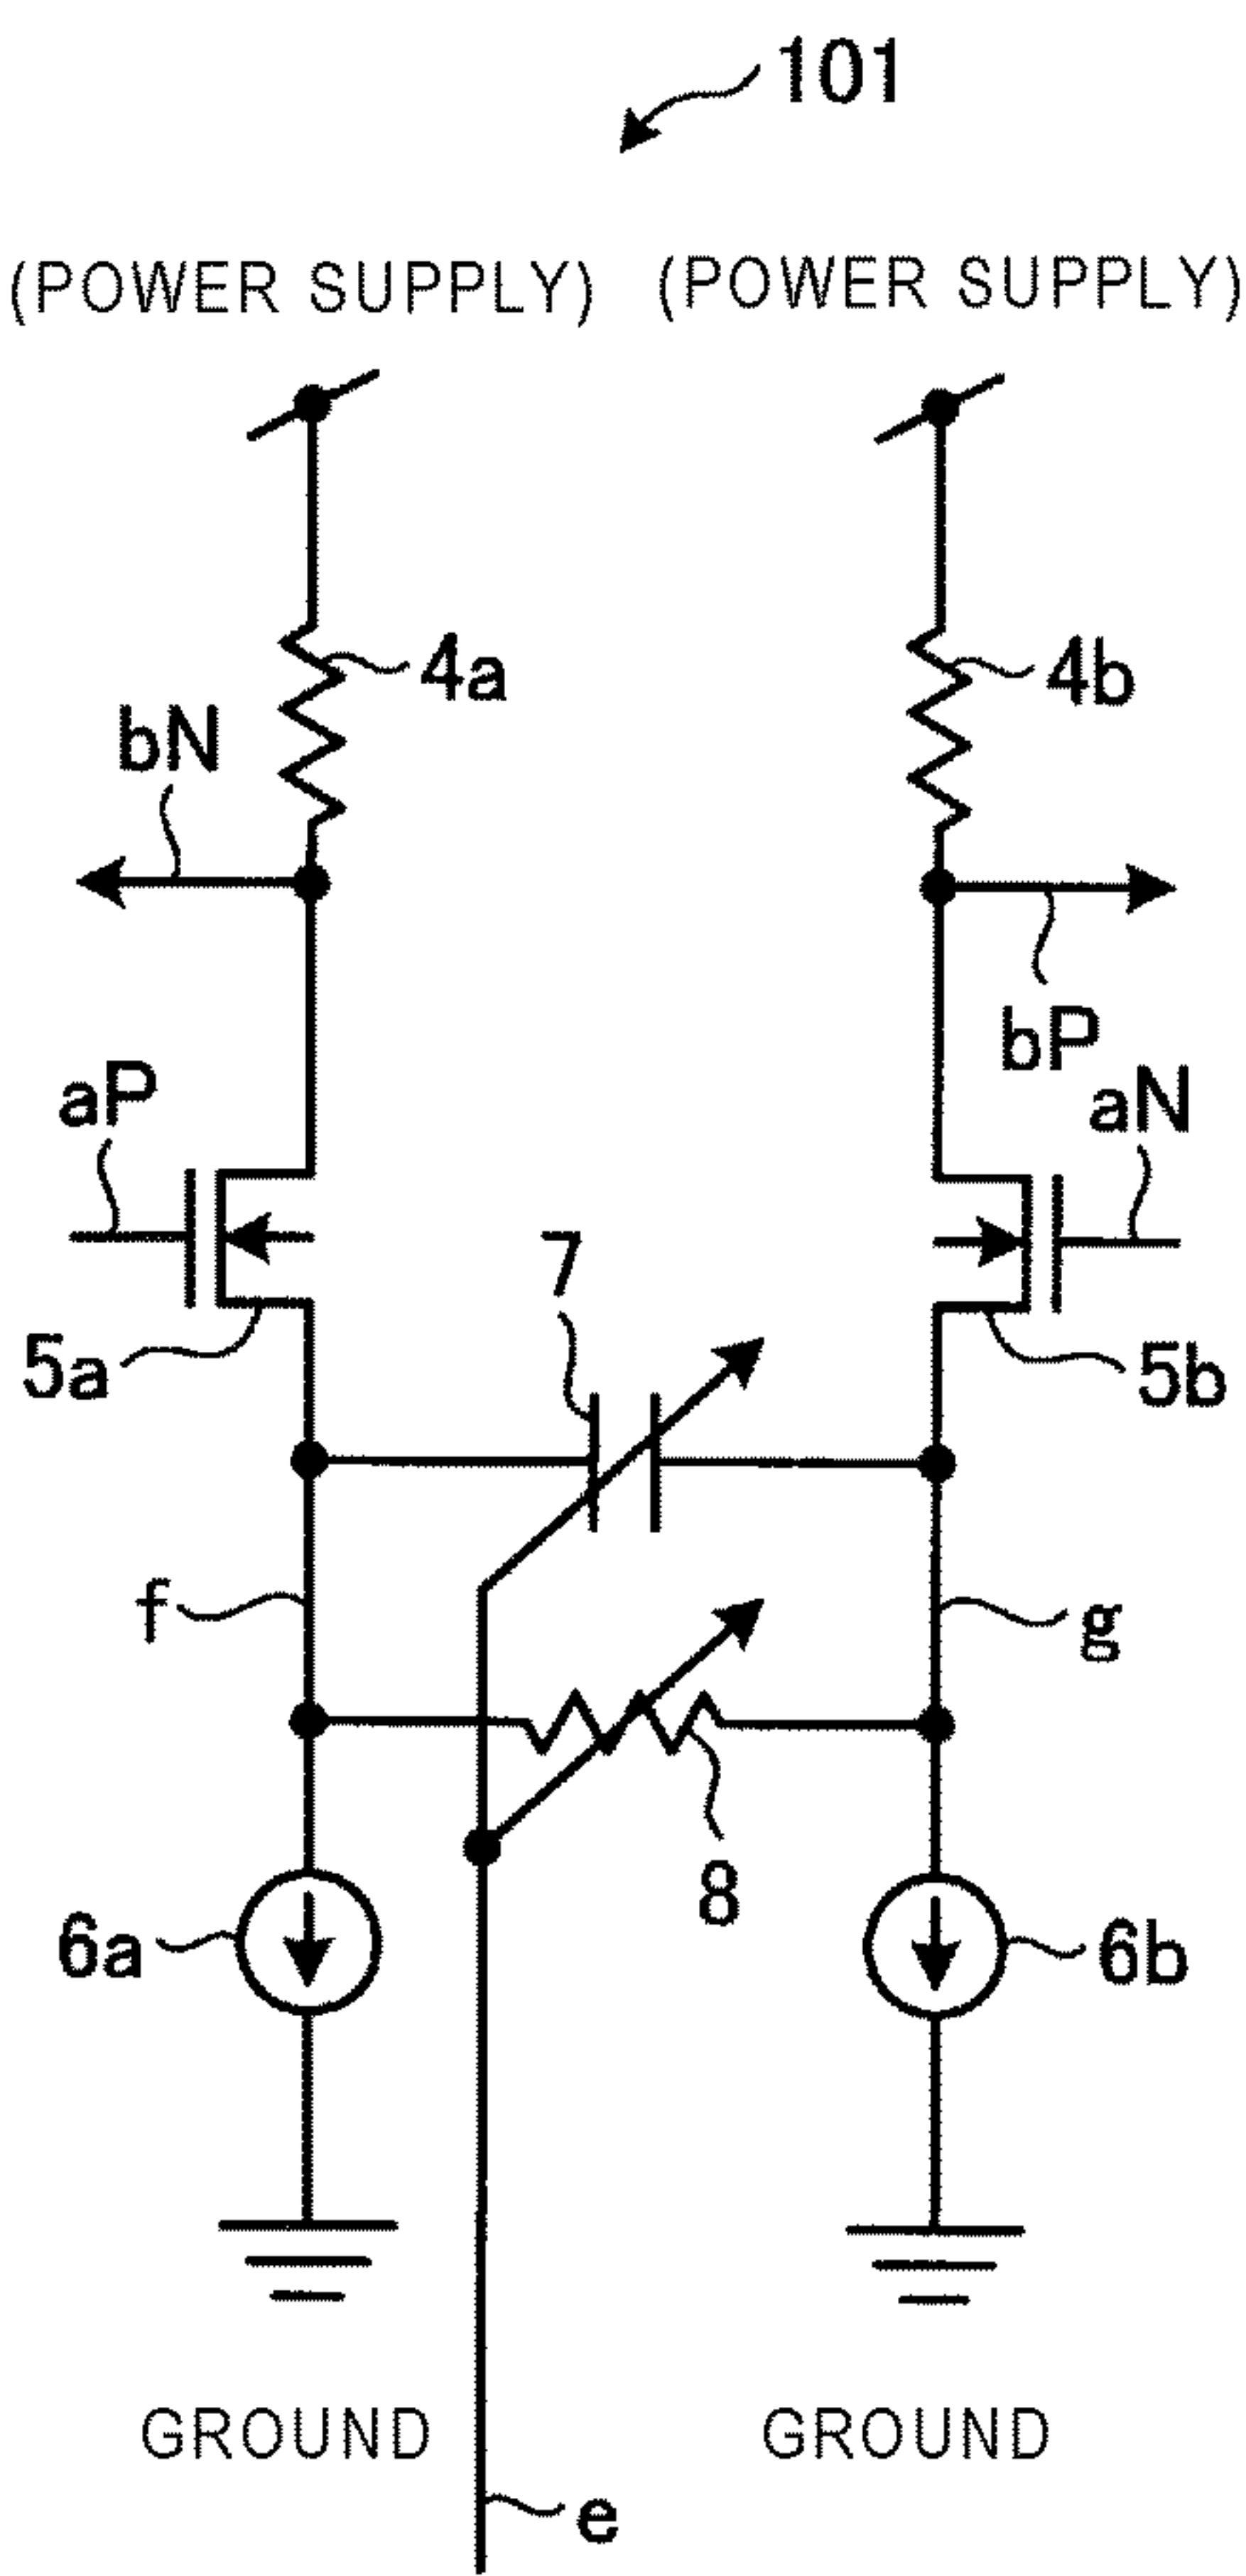 101
(POWER SUPPLY) (POWER SUPPLY)
4a
4b
bN
bP
aP
aN
7
5a
5b
f
g
8
6a
6b
GROUND GROUND
e